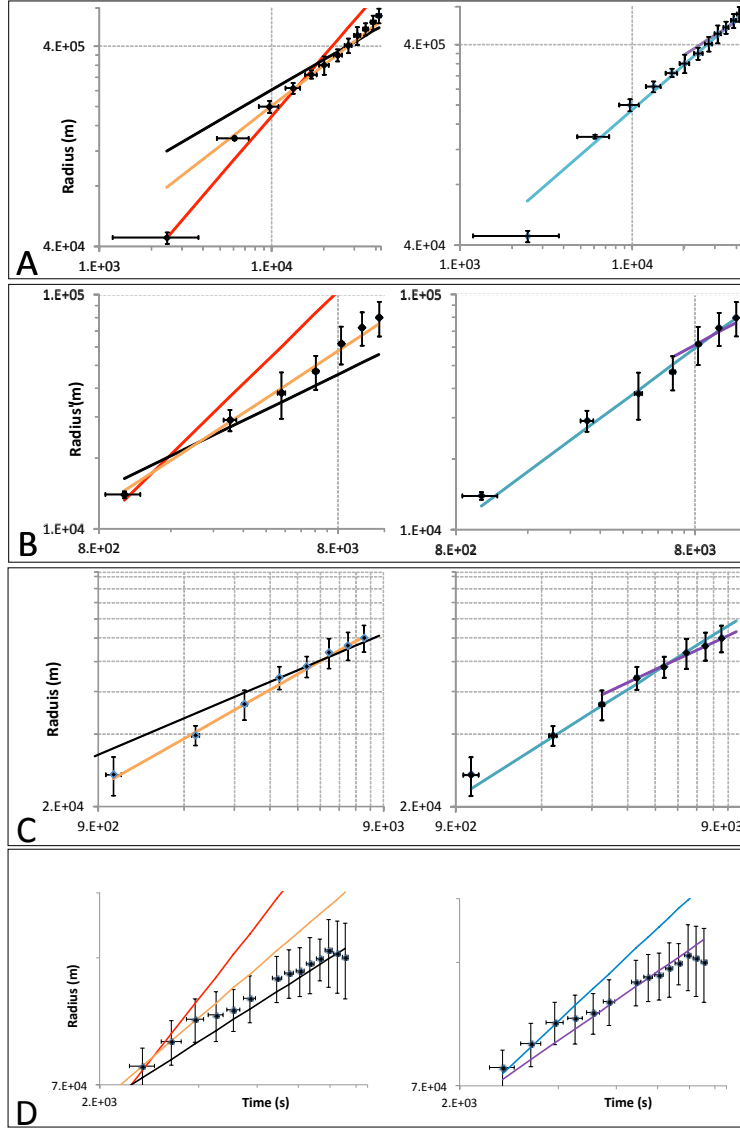 4.E+05
4.E+05
Radius (m)
4.E+04
4.E+04
A
1.E+03
1.E+04
1.E+03
1.E+04
1.E+05
1.E+05
Radius'(m)
1.E+04
1.E+04
B
8.E+02
8.E+03
8.E+02
8.E+03
Raduis (m)
2.E+04
2.E+04
C
9.E+02
9.E+03
9.E+02
9.E+03
Radius (m)
7.E+04
7.E+04
D
2.E+03
Time (s)
2.E+03
Time (s)